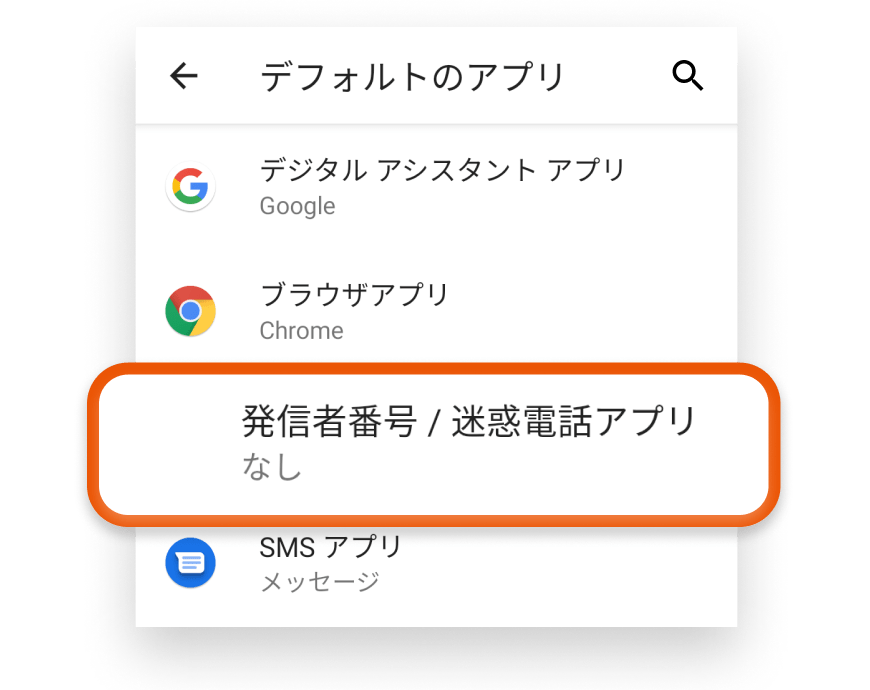 デフォルトのアプリ
デジタル アシスタント アプリ
Google
ブラウザアプリ
Chrome
発信者番号 / 迷惑電話アプリ
なし
SMS アプリ
メッセージ